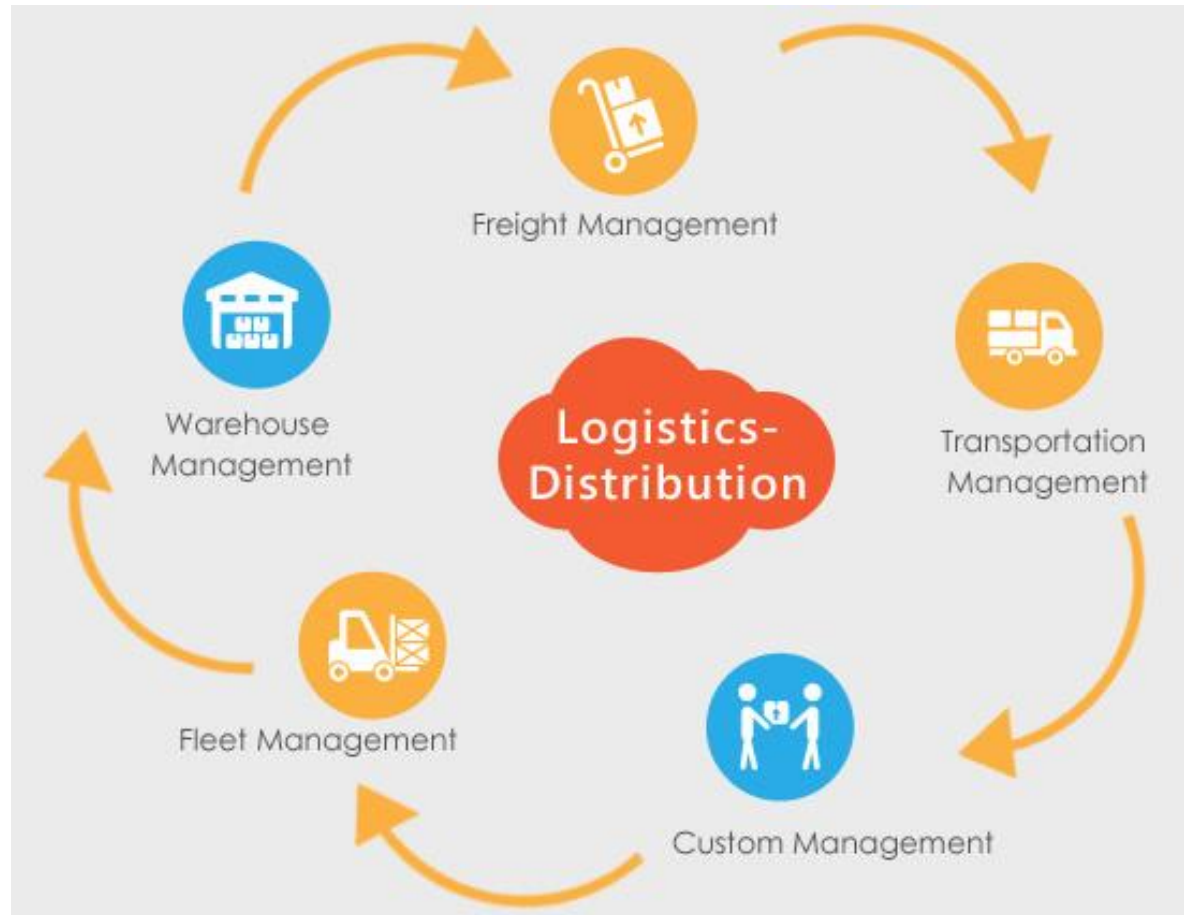 Freight Management
Warehouse
Management
Logistics-
Distribution
Transportation
Management
Fleet Management
Custom Management